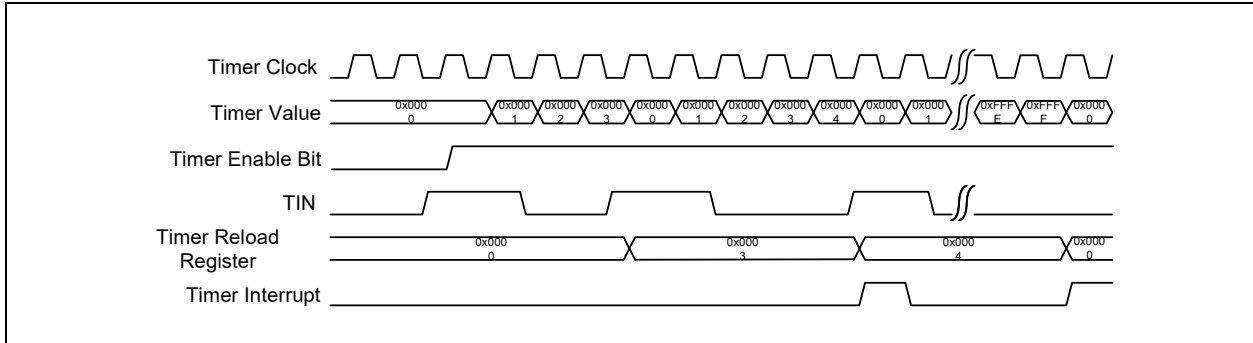 Timer Clock
Timer Value
0x000 0x000 0x000 0x000 0x000 0x000 0x000 0x000 0x000 0x000 0x000 0xFFF 0xFFF 0x000
0 1 2 3 0 1 2 3 4 0 1 E F 0
Timer Enable Bit
TIN
Timer Reload
Register
0x000 0x000 0x000 0x000
0 3 4 0
Timer Interrupt